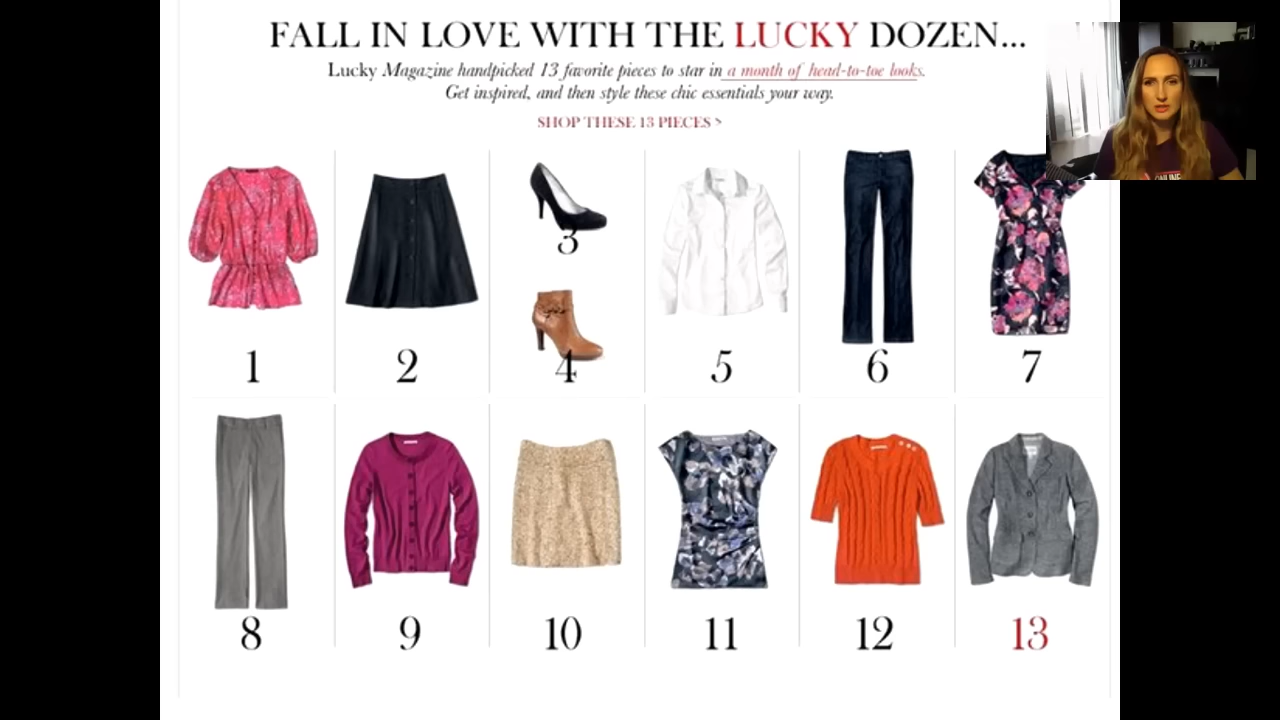 FALL IN LOVE WITH THE LUCKY DOZEN...
Lucky Magazine handpicked 13 favorite pieces to star in a month of head-to-toe looks.
Get inspired, and then style these chic essentials your way.
SHOP THESE 13 PIECES >
3
1
2
4
5
6
7
8
9
10
11
12
13
ONLINE